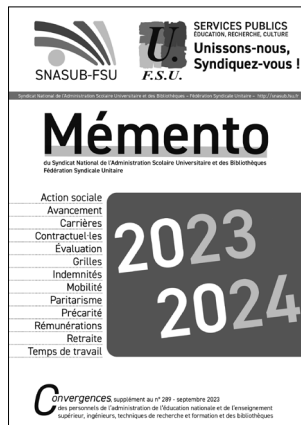 SNASUB-FSU
U.
F.S.U.
SERVICES PUBLICS
ÉDUCATION, RECHERCHE, CULTURE
Unissons-nous,
Syndiquez-vous !
Syndicat National de l'Administration Scolaire Universitaire et des Bibliothèques – Fédération Syndicale Unitaire – http://snasub.fsu.fr
Mémento
du Syndicat National de l'Administration Scolaire Universitaire et des Bibliothèques
Fédération Syndicale Unitaire
Action sociale
Avancement
Carrières
Contractuel·les
Évaluation
Grilles
Indemnités
Mobilité
Paritarisme
Précarité
Rémunérations
Retraite
Temps de travail
2023
2024
Convergences, supplément au n° 289 - septembre 2023
des personnels de l'administration de l'Éducation nationale et de l'enseignement
supérieur, ingénieurs, techniques de recherche et formation et des bibliothèques